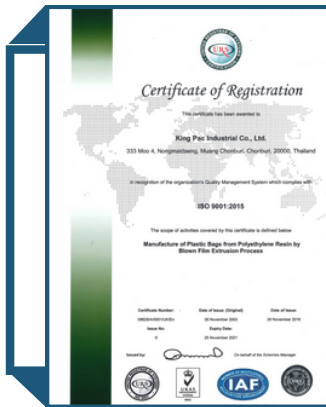 URS
Certificate of Registration
This certificate has been awarded to
King Pac Industrial Co., Ltd.
333 Moo 4, Nongmaidaeng, Muang Chonburi, Chonburi, 20000, Thailand
in recognition of the organization's Quality Management System which complies with
ISO 9001:2015
The scope of activities covered by this certificate is defined below
Manufacture of Plastic Bags from Polyethylene Resin by
Blown Film Extrusion Process
Certificate Number: Date of Issue: (Original) Date of Issue:
Issue No: Expiry Date:
Issued by: On behalf of the Schemes Manager
URS UKAS IAF